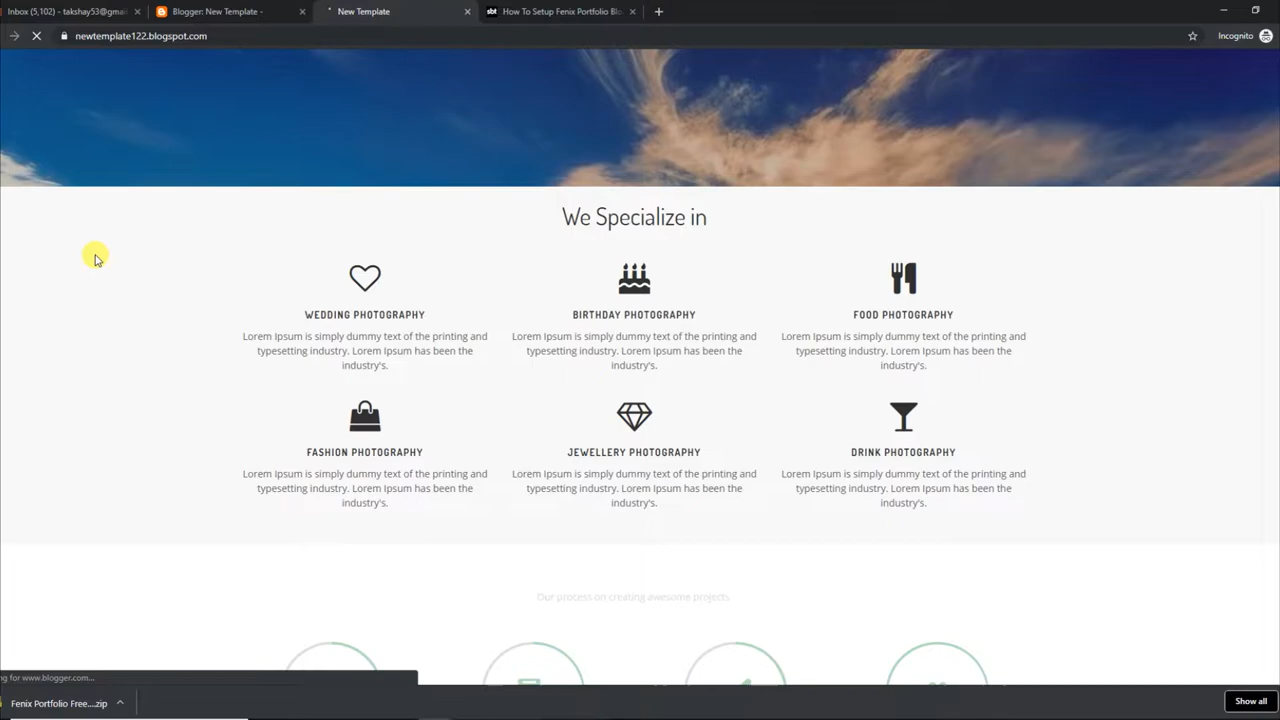 Inbox (5,102) - takshay53@gmai
Blogger: New Template -
New Template
sbt How To Setup Fenix Portfolio Blo
newtemplate122.blogspot.com
Incognito
We Specialize in
WEDDING PHOTOGRAPHY
Lorem Ipsum is simply dummy text of the printing and
typesetting industry. Lorem Ipsum has been the
industry's.
BIRTHDAY PHOTOGRAPHY
Lorem Ipsum is simply dummy text of the printing and
typesetting industry. Lorem Ipsum has been the
industry's.
FOOD PHOTOGRAPHY
Lorem Ipsum is simply dummy text of the printing and
typesetting industry. Lorem Ipsum has been the
industry's.
FASHION PHOTOGRAPHY
Lorem Ipsum is simply dummy text of the printing and
typesetting industry. Lorem Ipsum has been the
industry's.
JEWELLERY PHOTOGRAPHY
Lorem Ipsum is simply dummy text of the printing and
typesetting industry. Lorem Ipsum has been the
industry's.
DRINK PHOTOGRAPHY
Lorem Ipsum is simply dummy text of the printing and
typesetting industry. Lorem Ipsum has been the
industry's.
Our process on creating awesome projects.
ng for www.blogger.com...
Fenix Portfolio Free....zip
Show all